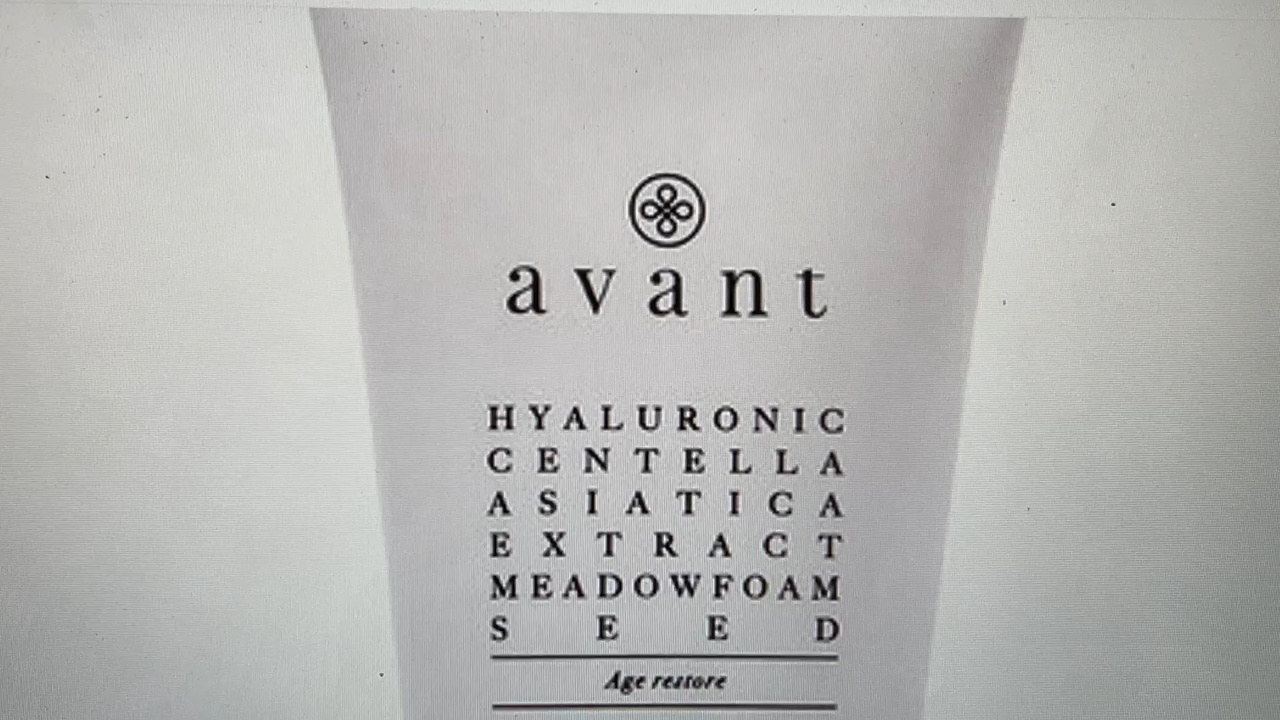 avant
HYALURONIC
CENTELLA
ASIATICA
EXTRACT
MEADOWFOAM
SEED
Age restore